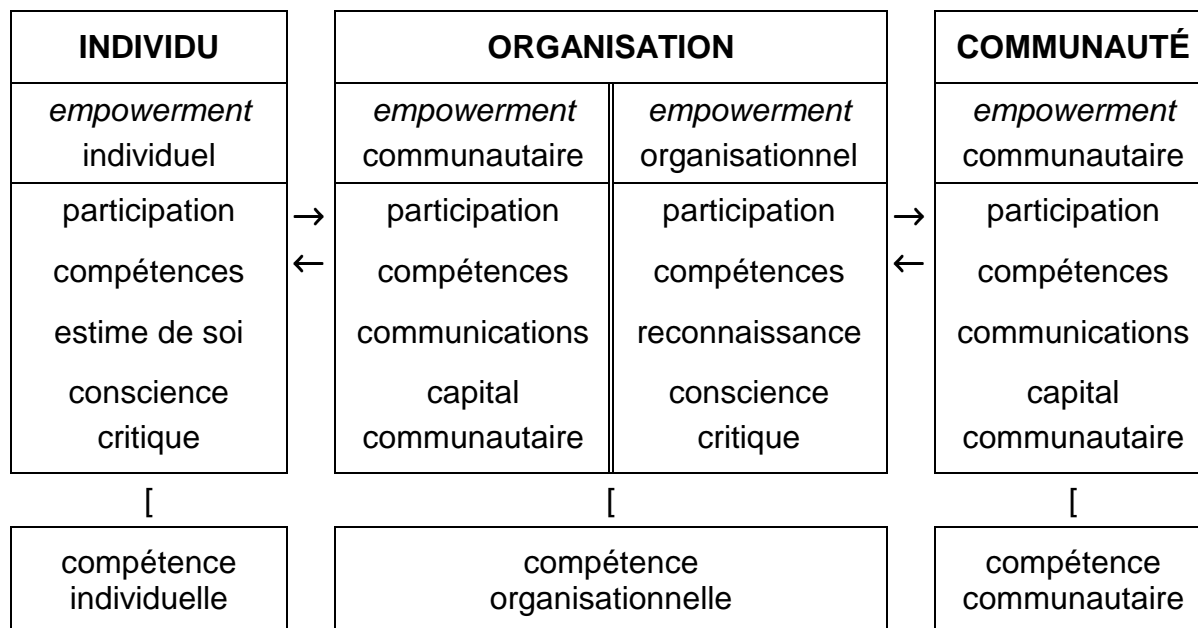 INDIVIDU
ORGANISATION
COMMUNAUTÉ
empowerment
individuel
empowerment
communautaire
empowerment
organisationnel
empowerment
communautaire
participation
→
participation
participation
→
participation
compétences
←
compétences
compétences
←
compétences
estime de soi
communications
reconnaissance
communications
conscience
critique
capital
communautaire
conscience
critique
capital
communautaire
[
[
[
compétence
individuelle
compétence
organisationnelle
compétence
communautaire